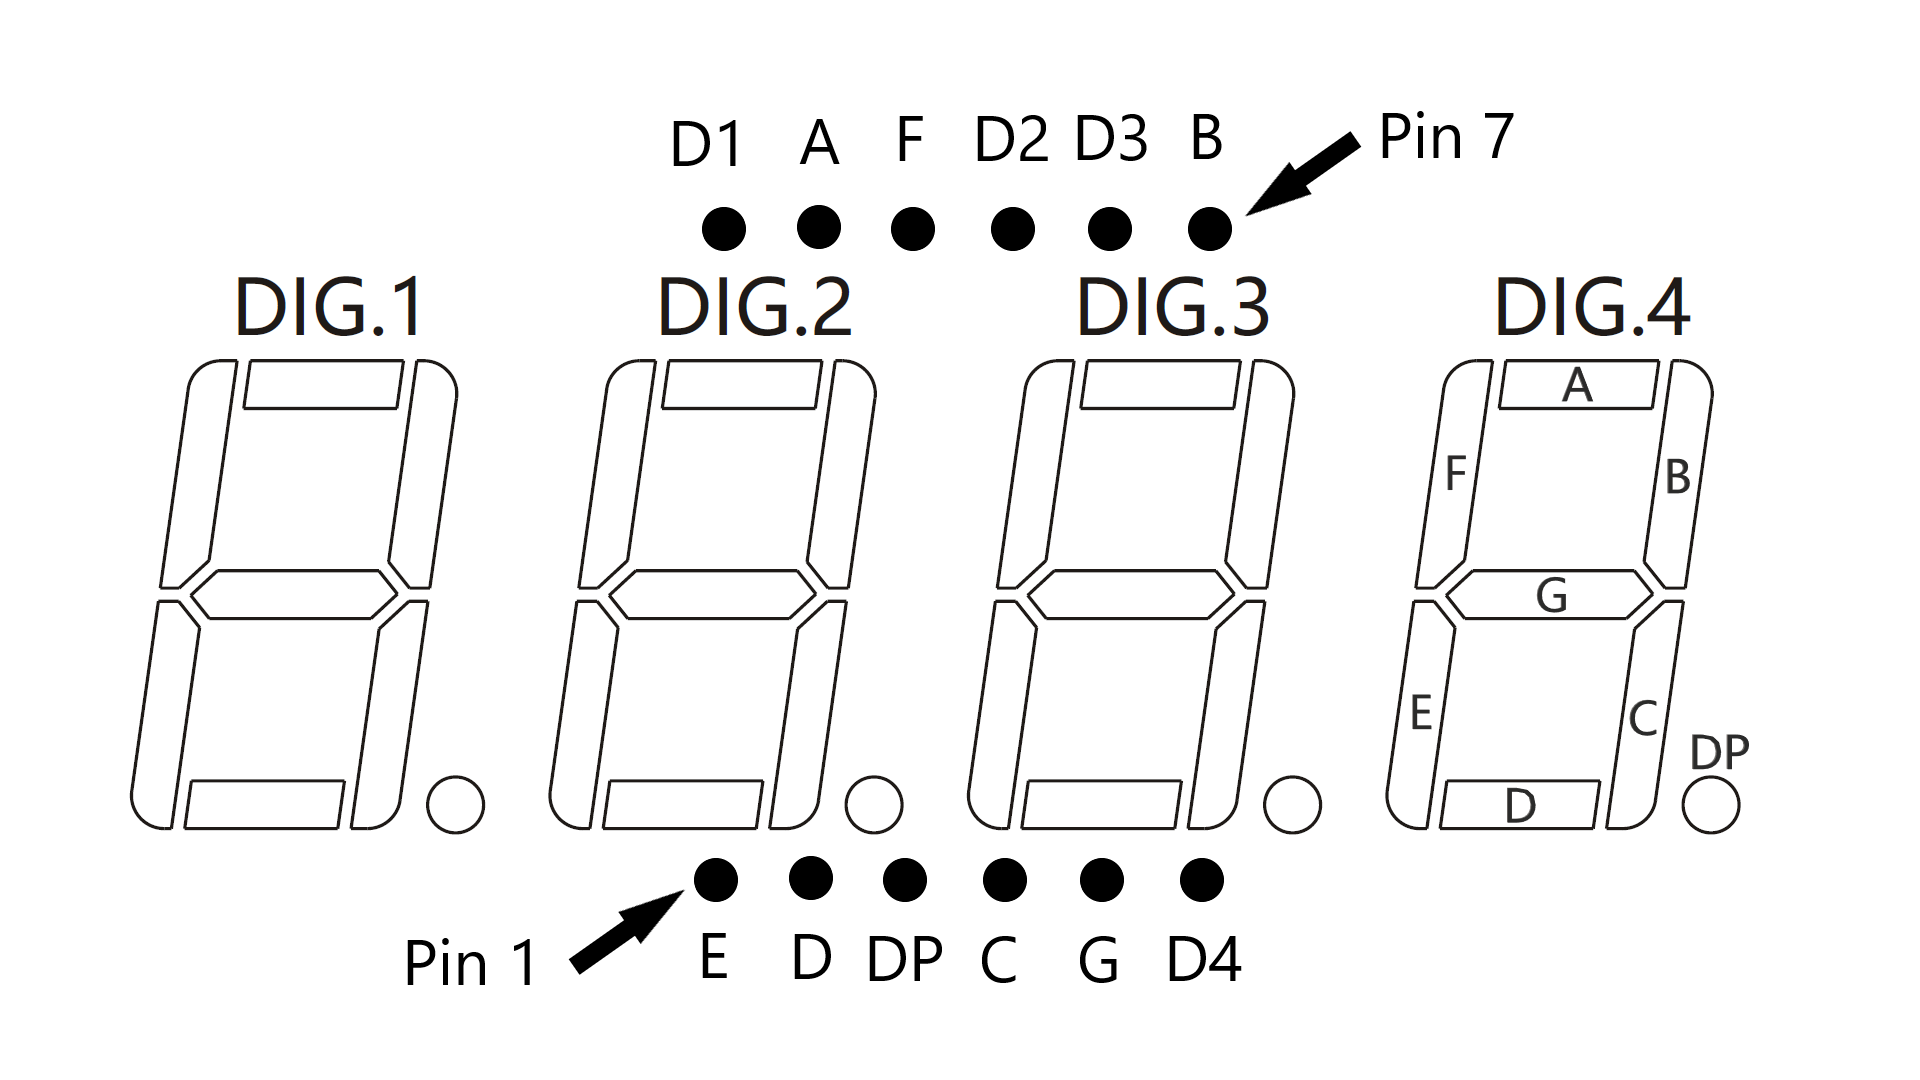 D1 A F D2 D3 B Pin 7
DIG.1 DIG.2 DIG.3 DIG.4
A
F B
G
E C
DP
D
Pin 1 E D DP C G D4